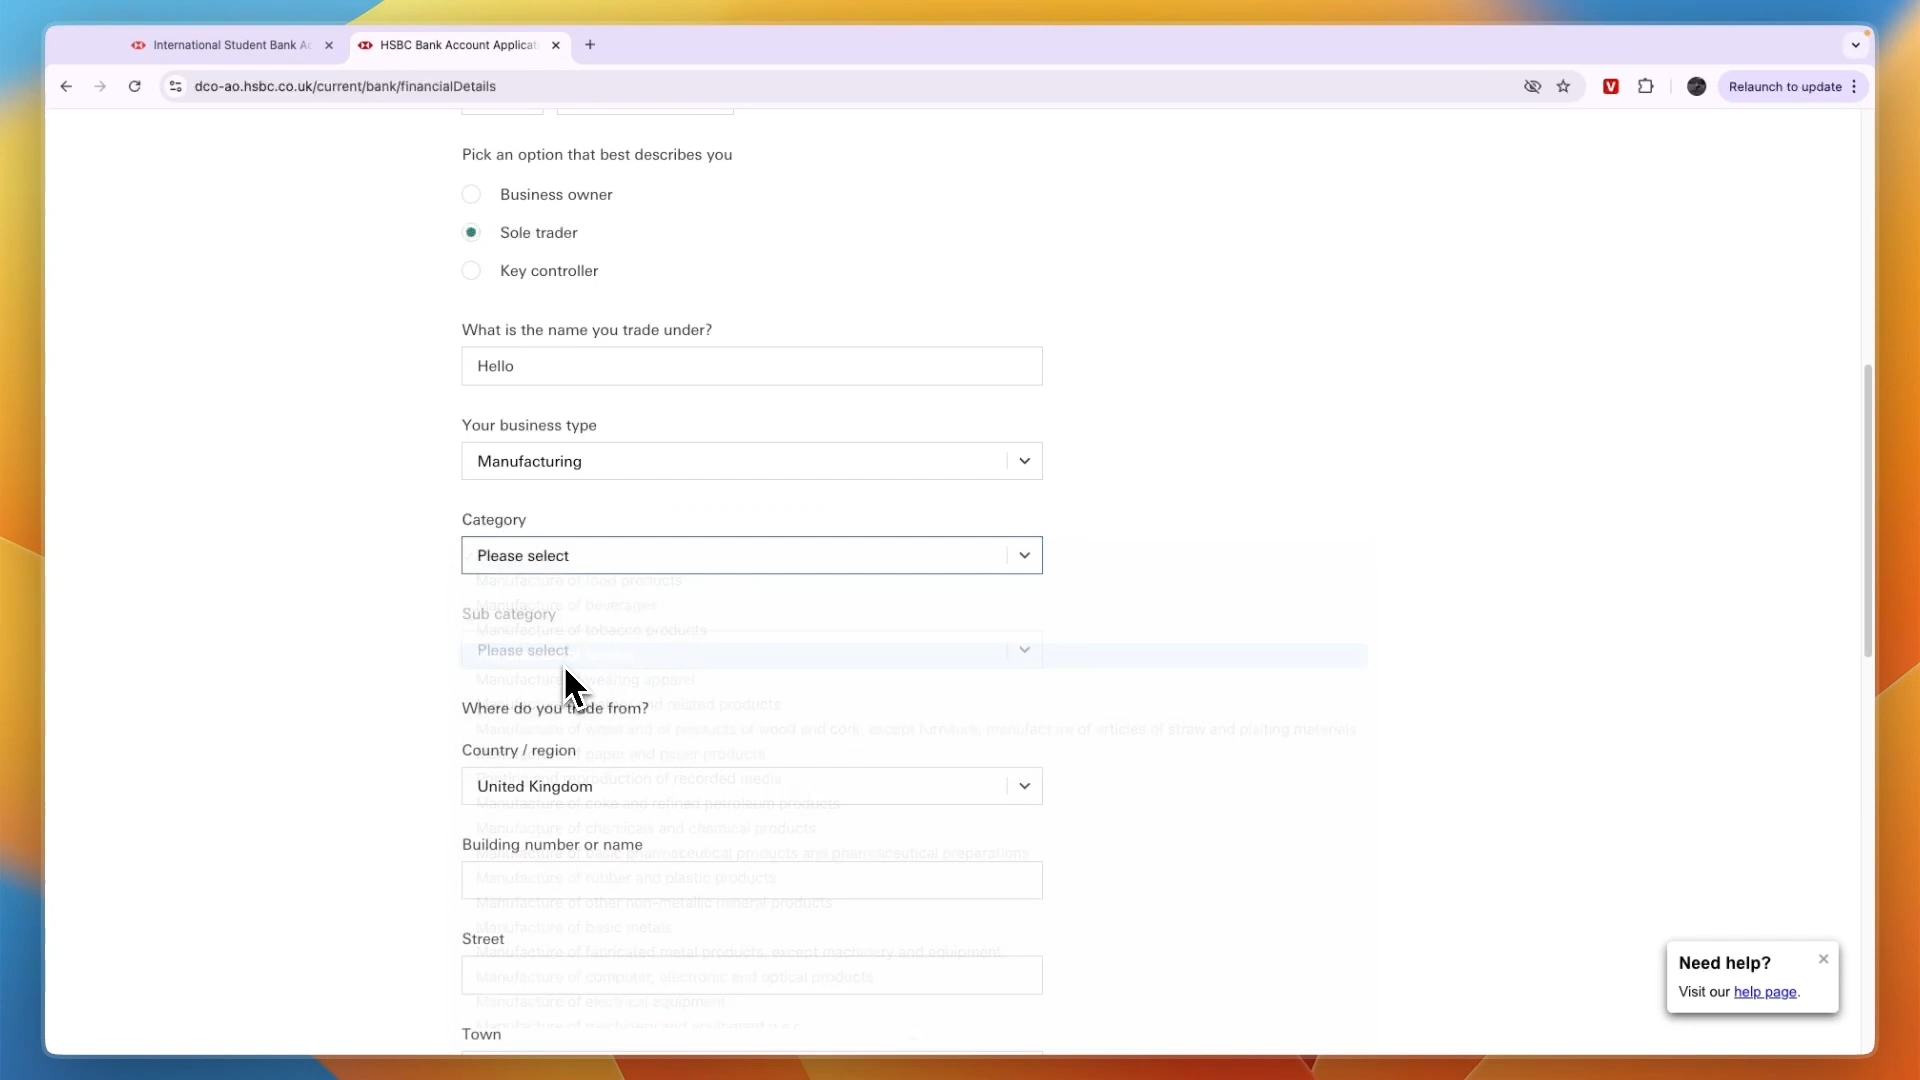 International Student Bank Ac
HSBC Bank Account Applicat
dco-ao.hsbc.co.uk/current/bank/financialDetails
Relaunch to update
Pick an option that best describes you
Business owner
Sole trader
Key controller
What is the name you trade under?
Hello
Your business type
Manufacturing
Category
Please select
Manufacture of food products
Manufacture of beverages
Sub category
Manufacture of tobacco products
Please select
Manufacture wearing apparel
and related products
Where do you trade from?
Manufacture of wood and of products of wood and cork, except furniture, manufacture of articles of straw and plaiting materials
Country / region
of paper and paper products
Printing and reproduction of recorded media
United Kingdom
Manufacture of coke and refined petroleum products
Manufacture of chemicals and chemical products
Building number or name
Manufacture of basic pharmaceutical products and pharmaceutical preparations
Manufacture of rubber and plastic products
Manufacture of other non-metallic mineral products
Manufacture of basic metals
Street
Manufacture of fabricated metal products, except machinery and equipment
Manufacture of computer, electronic and optical products
Manufacture of electrical equipment
Manufacture of machinery and equipment n.e.c
Town
Need help?
Visit our help page.